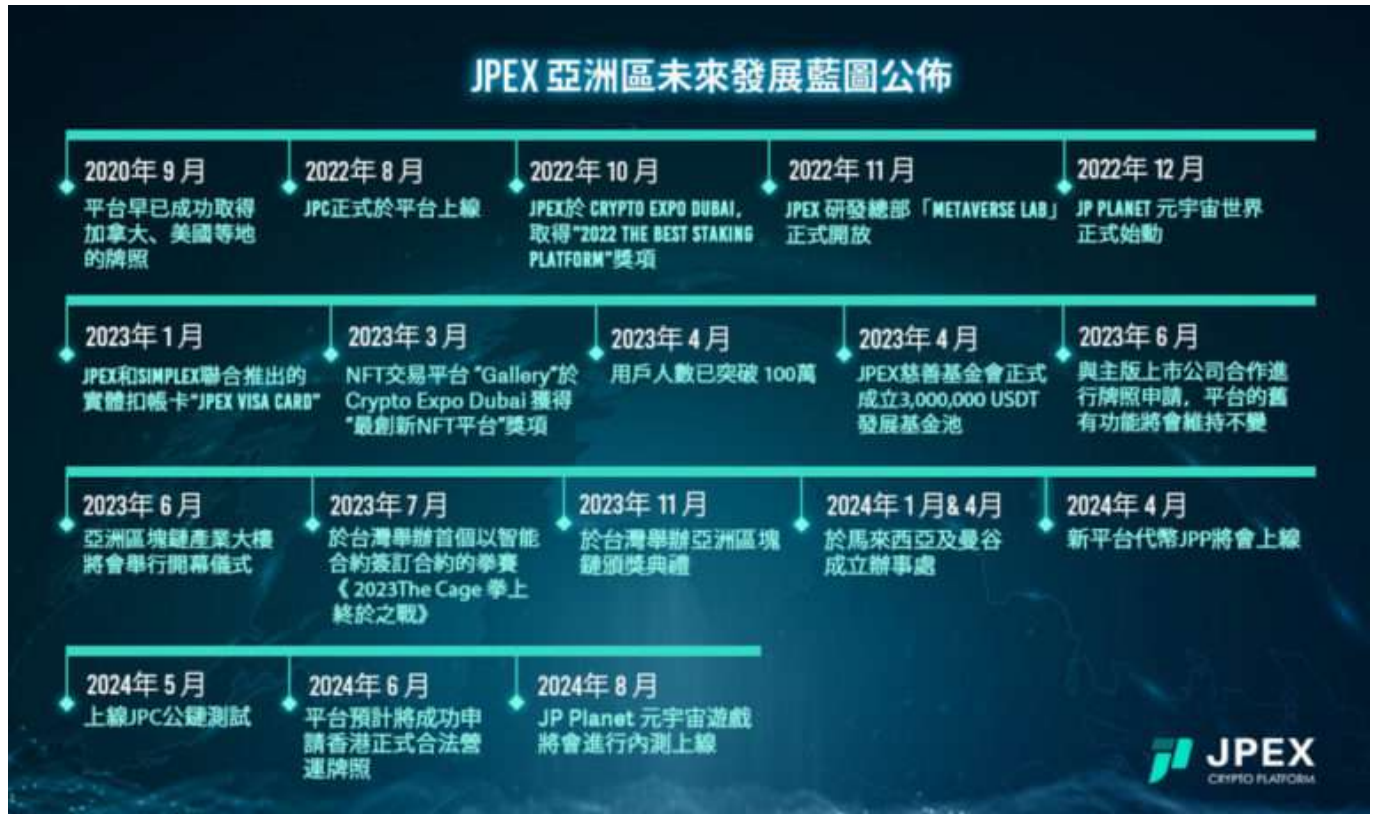 JPEX 亞洲區未來發展藍圖公佈
2020年 9 月
平台早已成功取得
加拿大、美國等地
的牌照
2022年 8 月
JPC正式於平台上線
2022年 10 月
JPEX於 CRYPTO EXPO DUBAI,
取得"2022 THE BEST STAKING
PLATFORM"獎項
2022年 11 月
JPEX 研發總部「METAVERSE LAB」
正式開放
2022年 12 月
JP PLANET 元宇宙世界
正式始動
2023年 1 月
JPEX和SIMPLEX聯合推出的
實體扣帳卡"JPEX VISA CARD"
2023年 3 月
NFT交易平台 "Gallery"於
Crypto Expo Dubai 獲得
"最創新NFT平台"獎項
2023年 4 月
用戶人數已突破 100萬
2023年 4 月
JPEX慈善基金會正式
成立3,000,000 USDT
發展基金池
2023年 6 月
與主版上市公司合作進
行牌照申請，平台的舊
有功能將會維持不變
2023年 6 月
亞洲區塊鏈產業大樓
將會舉行開幕儀式
2023年 7 月
於台灣舉辦首個以智能
合約簽訂合約的拳賽
《 2023The Cage 拳上
終於之戰》
2023年 11 月
於台灣舉辦亞洲區塊
鏈頒獎典禮
2024年 1 月& 4月
於馬來西亞及曼谷
成立辦事處
2024年 4 月
新平台代幣JPP將會上線
2024年 5 月
上線JPC公鏈測試
2024年 6 月
平台預計將成功申
請香港正式合法營
運牌照
2024年 8 月
JP Planet 元宇宙遊戲
將會進行內測上線
JPEX
CRYPTO PLATFORM